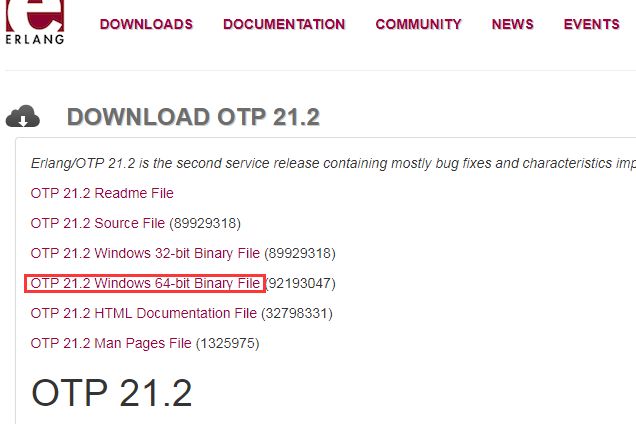 ERLANG
DOWNLOADS DOCUMENTATION COMMUNITY NEWS EVENTS
DOWNLOAD OTP 21.2
Erlang/OTP 21.2 is the second service release containing mostly bug fixes and characteristics
OTP 21.2 Readme File
OTP 21.2 Source File (89929318)
OTP 21.2 Windows 32-bit Binary File (89929318)
OTP 21.2 Windows 64-bit Binary File (92193047)
OTP 21.2 HTML Documentation File (32798331)
OTP 21.2 Man Pages File (1325975)
OTP 21.2